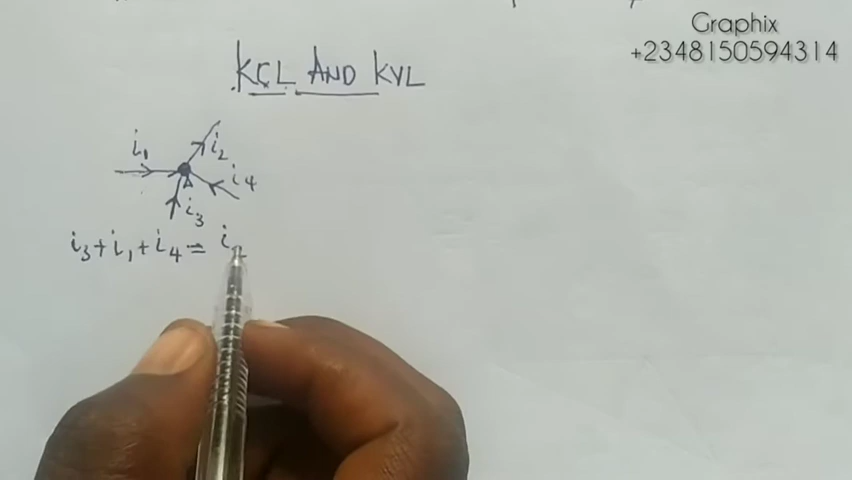 Graphix
+2348150594314
KCL AND KVL
i₁
i₂
i₄
i₃
i₃+i₁+i₄= i₂